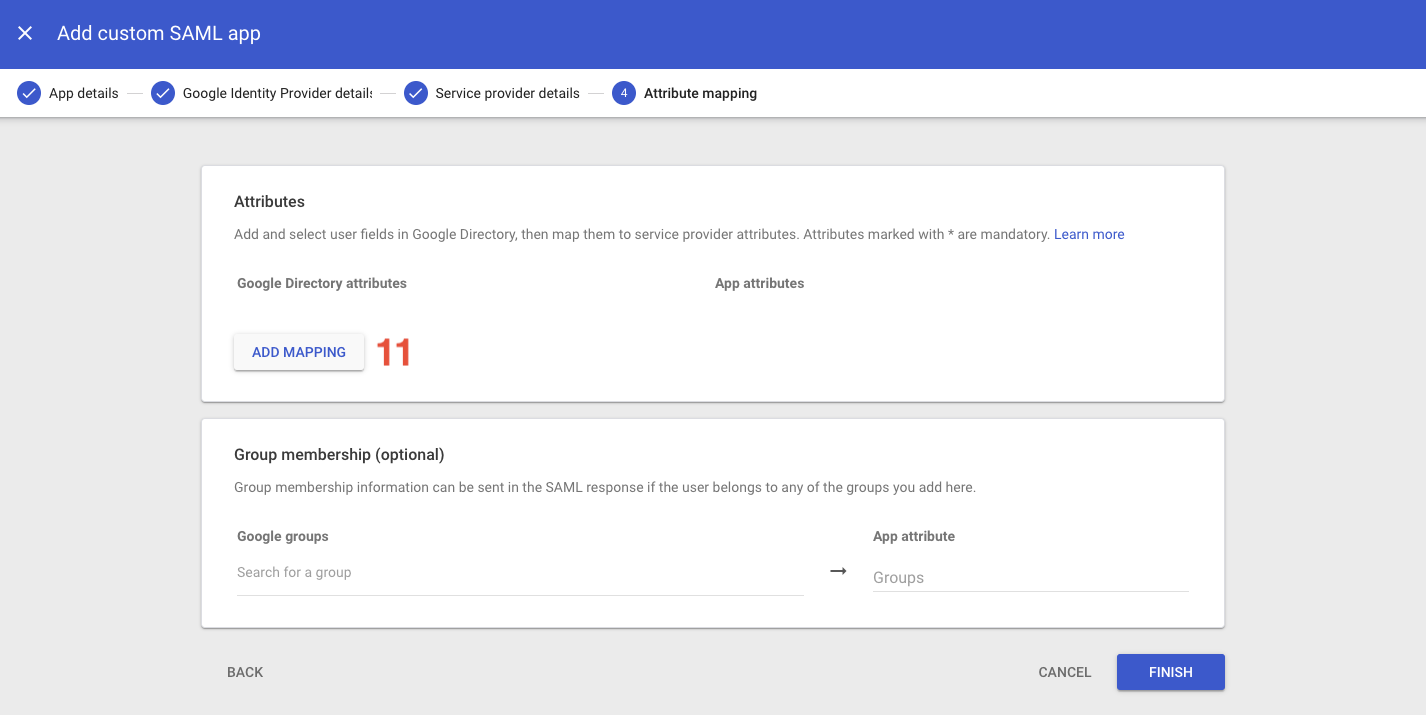 Add custom SAML app
App details
Google Identity Provider details
Service provider details
4 Attribute mapping
Attributes
Add and select user fields in Google Directory, then map them to service provider attributes. Attributes marked with * are mandatory. Learn more
Google Directory attributes App attributes
ADD MAPPING 11
Group membership (optional)
Group membership information can be sent in the SAML response if the user belongs to any of the groups you add here.
Google groups App attribute
Search for a group → Groups
BACK CANCEL FINISH